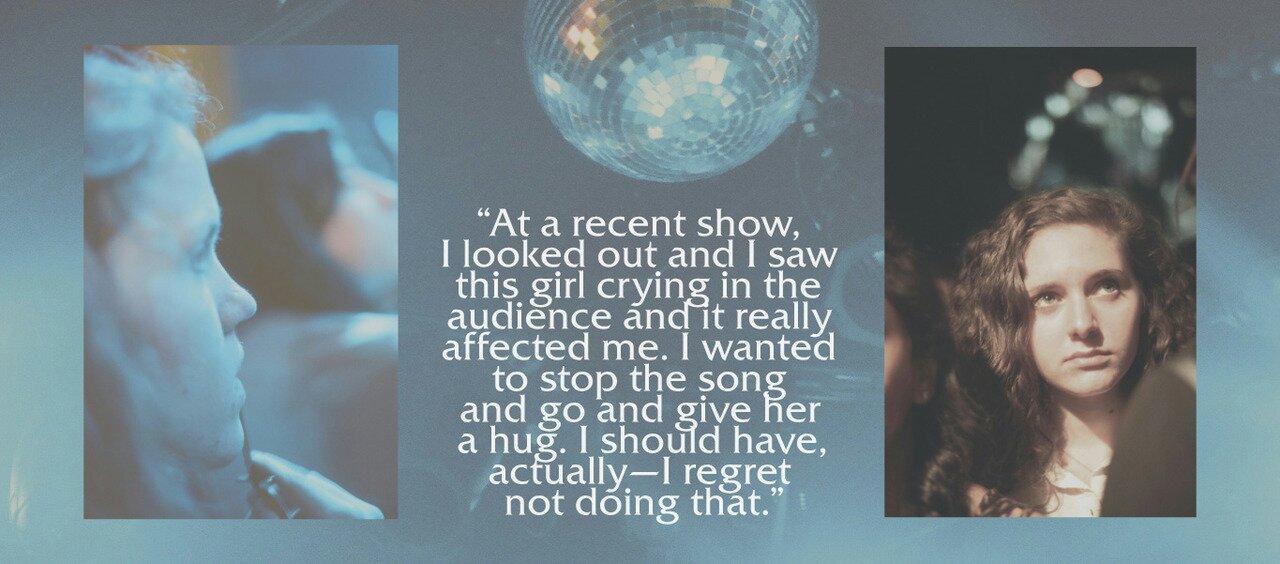 “At a recent show,
I looked out and I saw
this girl crying in the
audience and it really
affected me. I wanted
to stop the song
and go and give her
a hug. I should have,
actually—I regret
not doing that.”